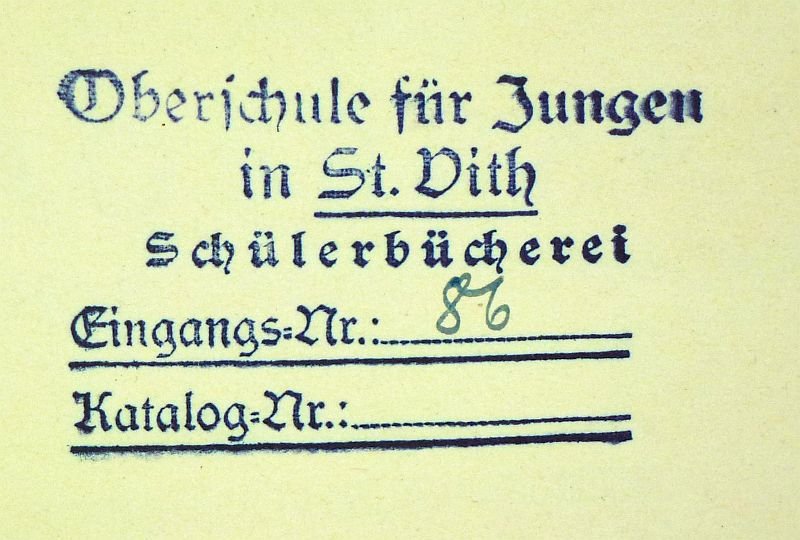 Oberschule für Jungen
in St. Vith
Schülerbücherei
Eingangs-Nr.: 86
Katalog-Nr.: